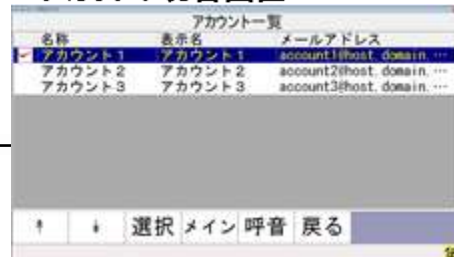 アカウント一覧
名称 表示名 メールアドレス
アカウント1 アカウント1 account1@host.domain.…
アカウント2 アカウント2 account2@host.domain.…
アカウント3 アカウント3 account3@host.domain.…
↑ ↓ 選択 メイン 呼音 戻る